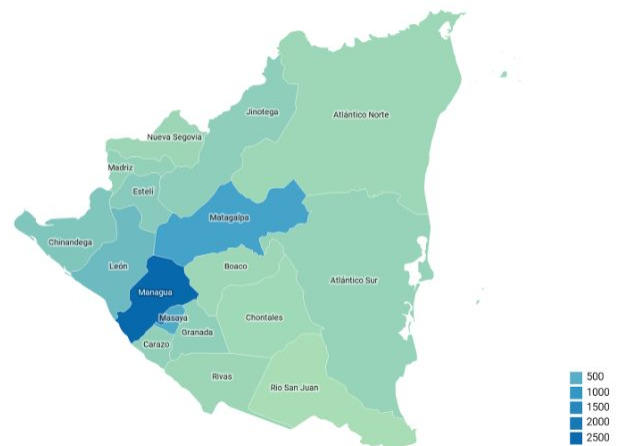 Jinotega
Atlántico Norte
Nueva Segovia
Madriz
Estelí
Matagalpa
Chinandega
León
Boaco
Atlántico Sur
Managua
Masaya
Chontales
Granada
Carazo
Rivas
Rio San Juan
500
1000
1500
2000
2500